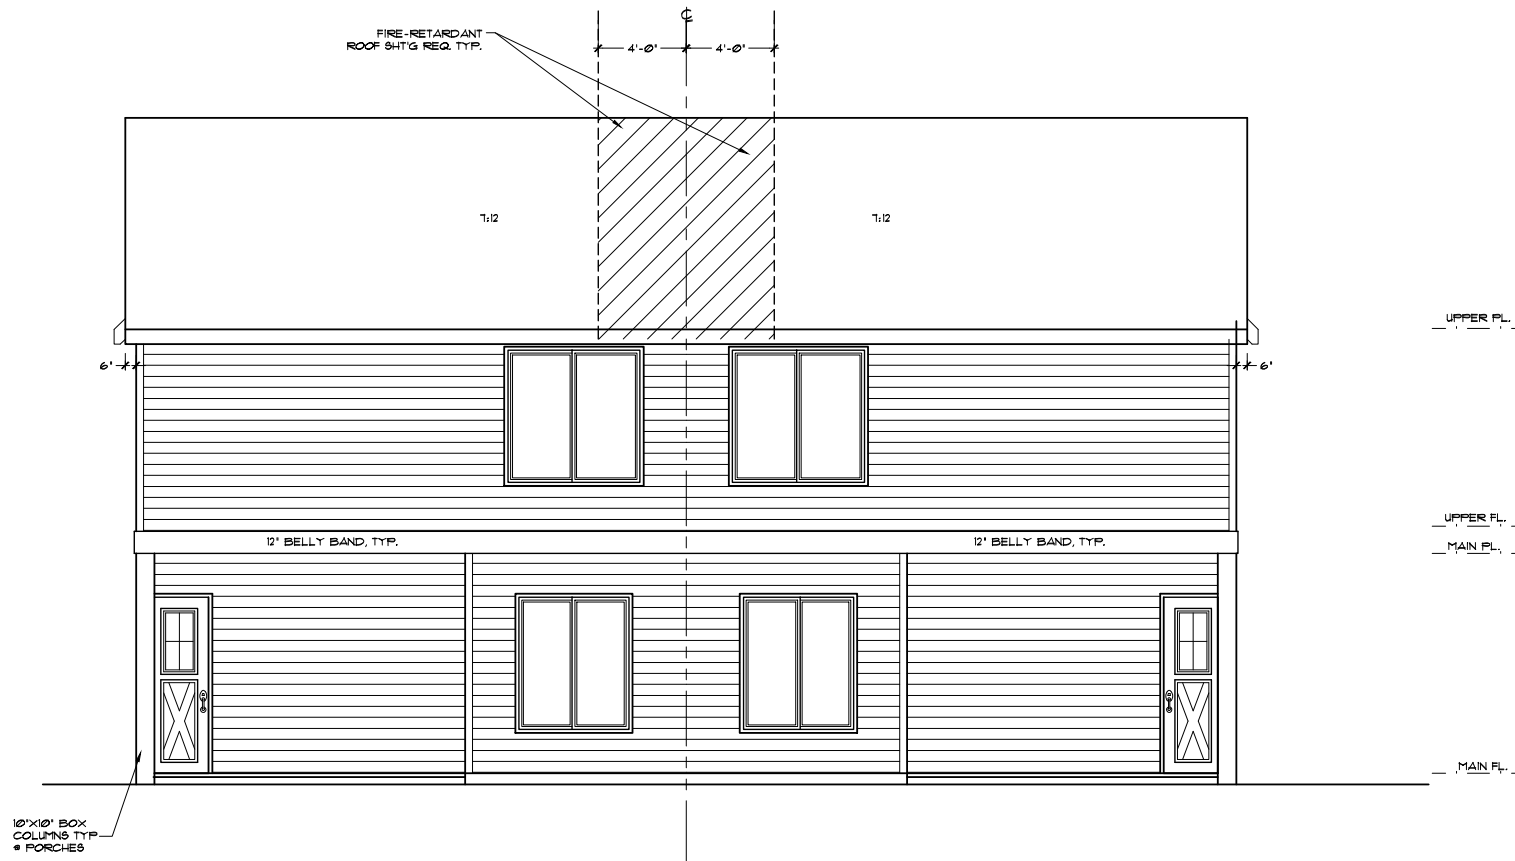 ℄
FIRE-RETARDANT
ROOF SHT'G REQ. TYP.
4'-0" 4'-0"
7:12 7:12
UPPER PL.
6" 6"
UPPER FL.
12" BELLY BAND, TYP. 12" BELLY BAND, TYP.
MAIN PL.
MAIN FL.
10"X10" BOX
COLUMNS TYP
@ PORCHES